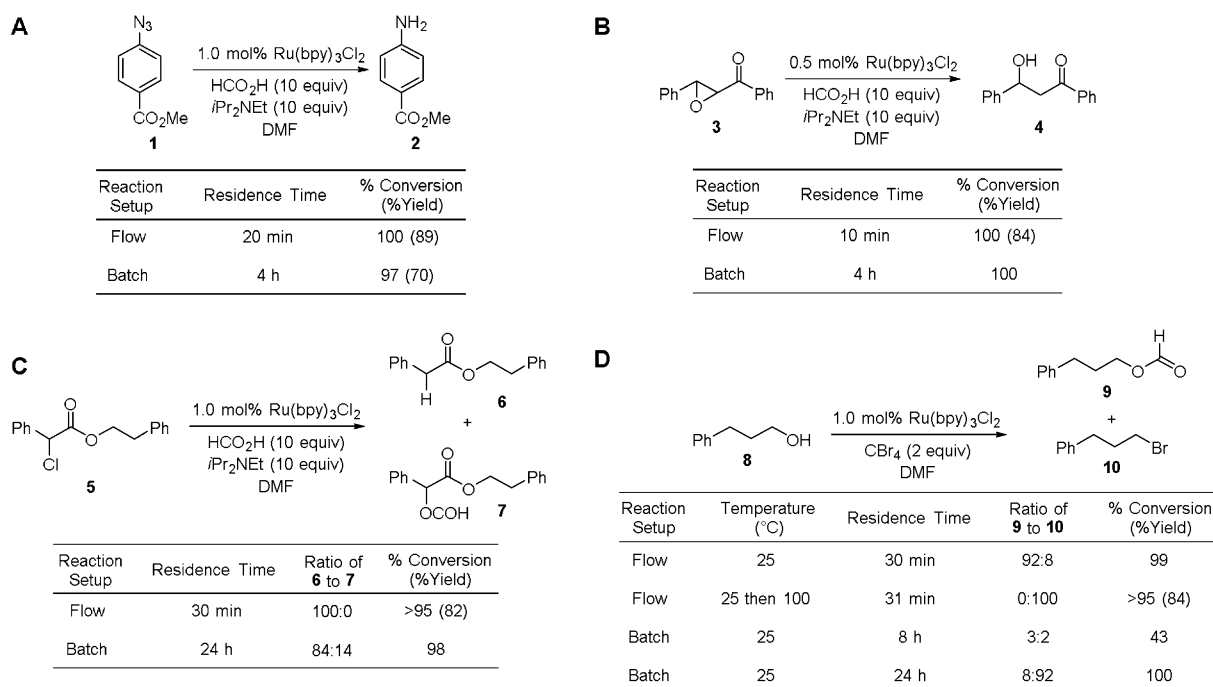 A
N3
CO2Me
1
1.0 mol% Ru(bpy)3Cl2
HCO2H (10 equiv)
iPr2NEt (10 equiv)
DMF
NH2
CO2Me
2
Reaction Setup Residence Time % Conversion (%Yield)
Flow 20 min 100 (89)
Batch 4 h 97 (70)
B
Ph O O Ph
3
0.5 mol% Ru(bpy)3Cl2
HCO2H (10 equiv)
iPr2NEt (10 equiv)
DMF
OH O
Ph Ph
4
Reaction Setup Residence Time % Conversion (%Yield)
Flow 10 min 100 (84)
Batch 4 h 100
C
O
Ph O Ph
Cl
5
1.0 mol% Ru(bpy)3Cl2
HCO2H (10 equiv)
iPr2NEt (10 equiv)
DMF
O
Ph O Ph
H
6
+
O
Ph O Ph
OCOH
7
Reaction Setup Residence Time Ratio of 6 to 7 % Conversion (%Yield)
Flow 30 min 100:0 >95 (82)
Batch 24 h 84:14 98
D
Ph OH
8
1.0 mol% Ru(bpy)3Cl2
CBr4 (2 equiv)
DMF
H
Ph O O
9
+
Ph Br
10
Reaction Setup Temperature (°C) Residence Time Ratio of 9 to 10 % Conversion (%Yield)
Flow 25 30 min 92:8 99
Flow 25 then 100 31 min 0:100 >95 (84)
Batch 25 8 h 3:2 43
Batch 25 24 h 8:92 100